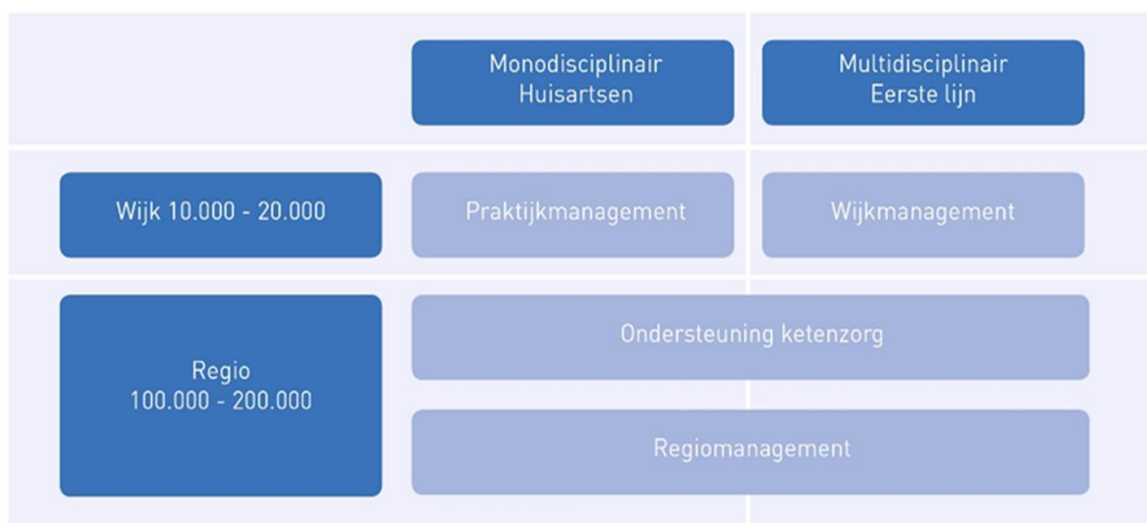 Monodisciplinair
Huisartsen
Multidisciplinair
Eerste lijn
Wijk 10.000 - 20.000
Praktijkmanagement
Wijkmanagement
Regio
100.000 - 200.000
Ondersteuning ketenzorg
Regiomanagement